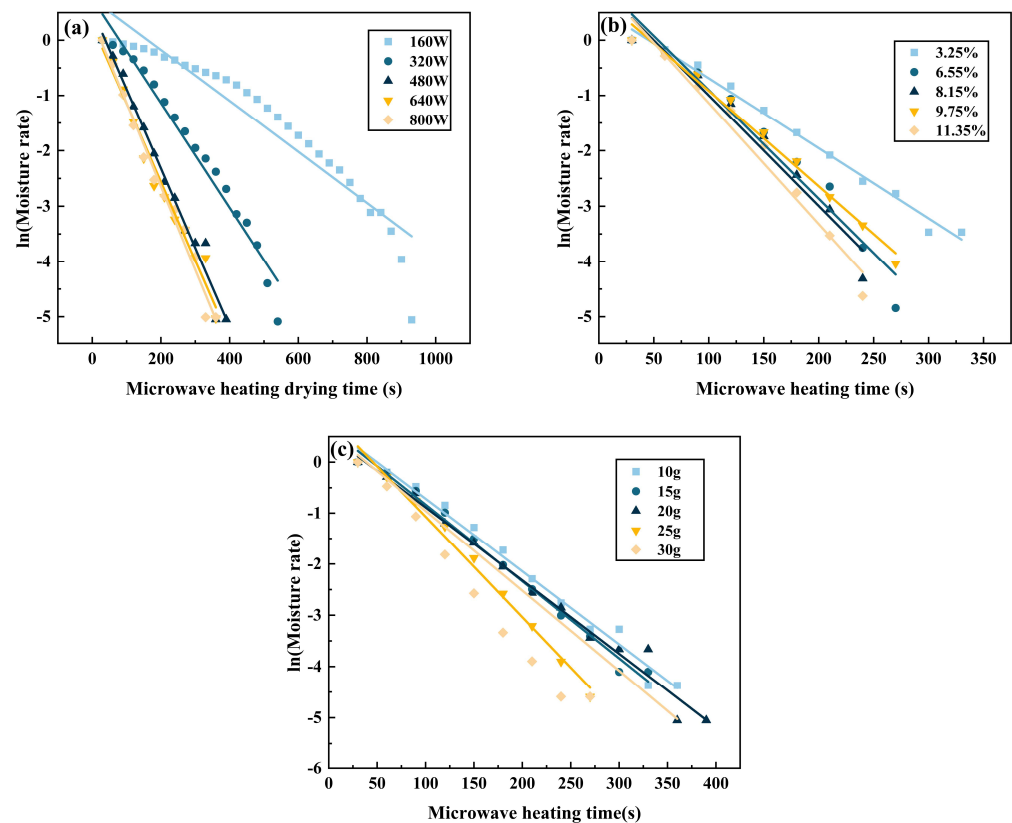 (a)
ln(Moisture rate)
0
-1
-2
-3
-4
-5
0 200 400 600 800 1000
Microwave heating drying time (s)
160W
320W
480W
640W
800W
(b)
ln(Moisture rate)
0
-1
-2
-3
-4
-5
0 50 100 150 200 250 300 350
Microwave heating time (s)
3.25%
6.55%
8.15%
9.75%
11.35%
(c)
ln(Moisture rate)
0
-1
-2
-3
-4
-5
-6
0 50 100 150 200 250 300 350 400
Microwave heating time(s)
10g
15g
20g
25g
30g